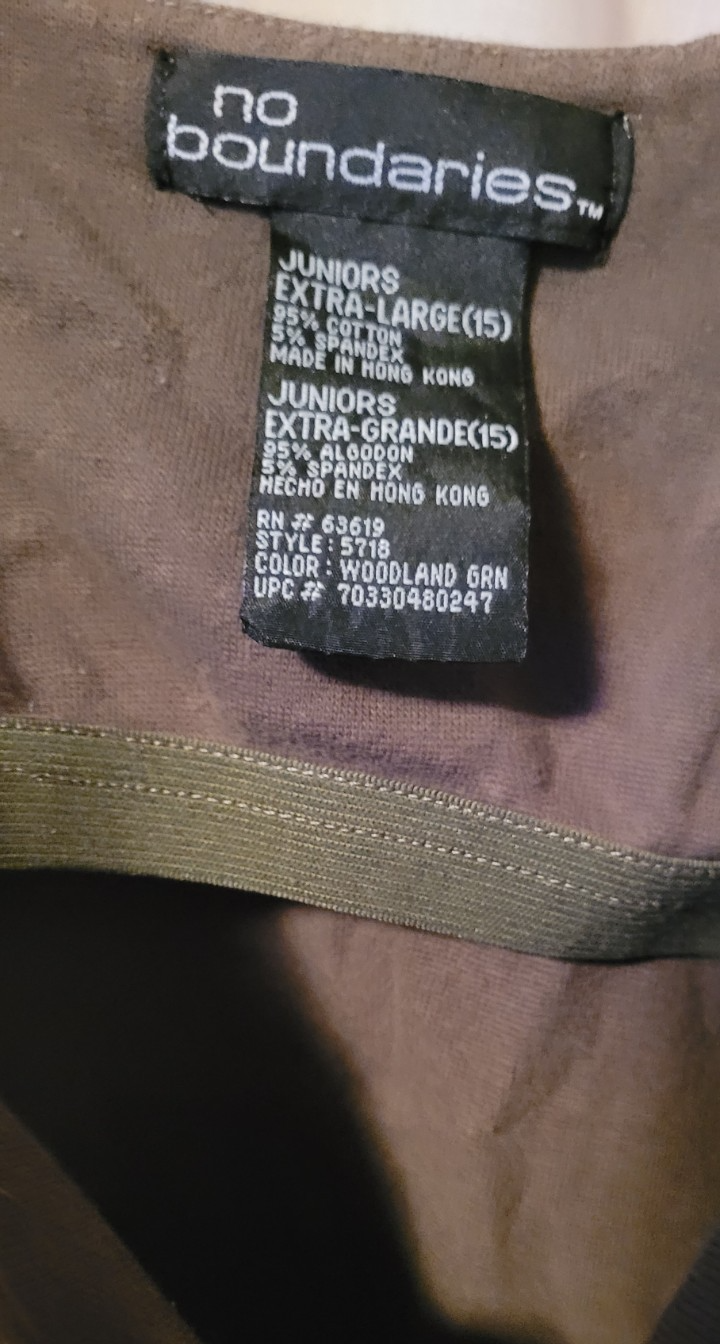 no
boundaries™
JUNIORS
EXTRA-LARGE(15)
95% COTTON
5% SPANDEX
MADE IN HONG KONG
JUNIORS
EXTRA-GRANDE(15)
95% ALGODON
5% SPANDEX
HECHO EN HONG KONG
RN # 63619
STYLE: 5718
COLOR: WOODLAND GRN
UPC # 70330480247